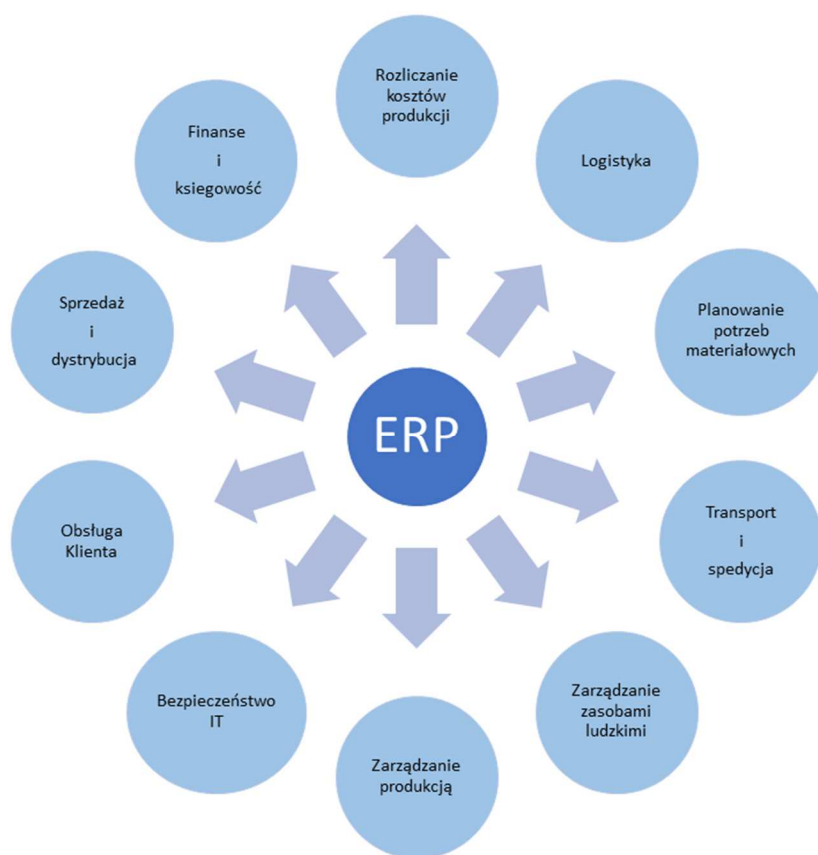 Rozliczanie
kosztów
produkcji
Logistyka
Planowanie
potrzeb
materiałowych
Transport
i
spedycja
Zarządzanie
zasobami
ludzkimi
Zarządzanie
produkcją
Bezpieczeństwo
IT
Obsługa
Klienta
Sprzedaż
i
dystrybucja
Finanse
i
ksiegowość
ERP